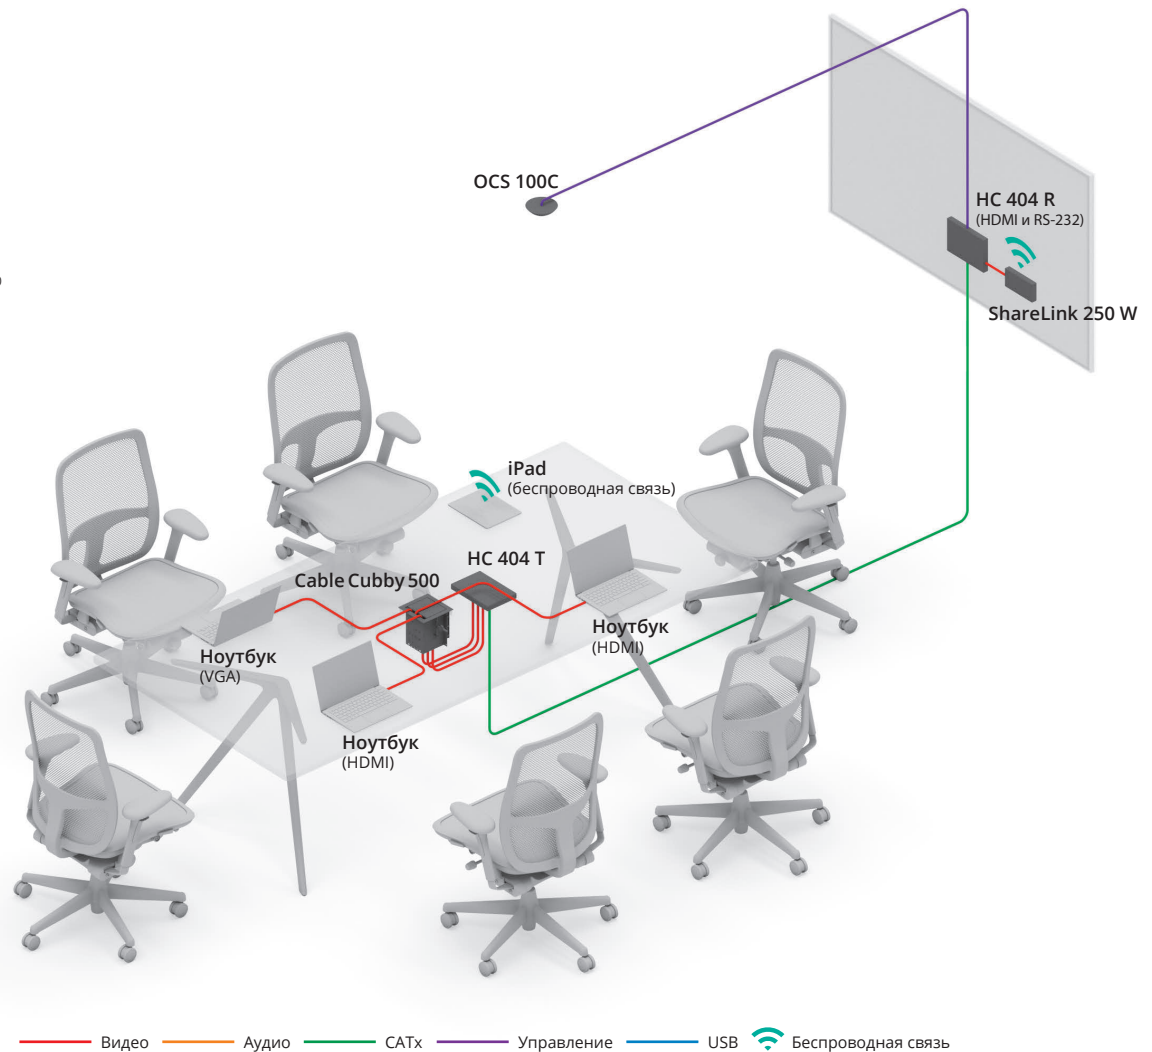 OCS 100C
HC 404 R
(HDMI и RS-232)
ShareLink 250 W
iPad
(беспроводная связь)
HC 404 T
Cable Cubby 500
Ноутбук
(HDMI)
Ноутбук
(VGA)
Ноутбук
(HDMI)
Видео
Аудио
CATx
Управление
USB
Беспроводная связь